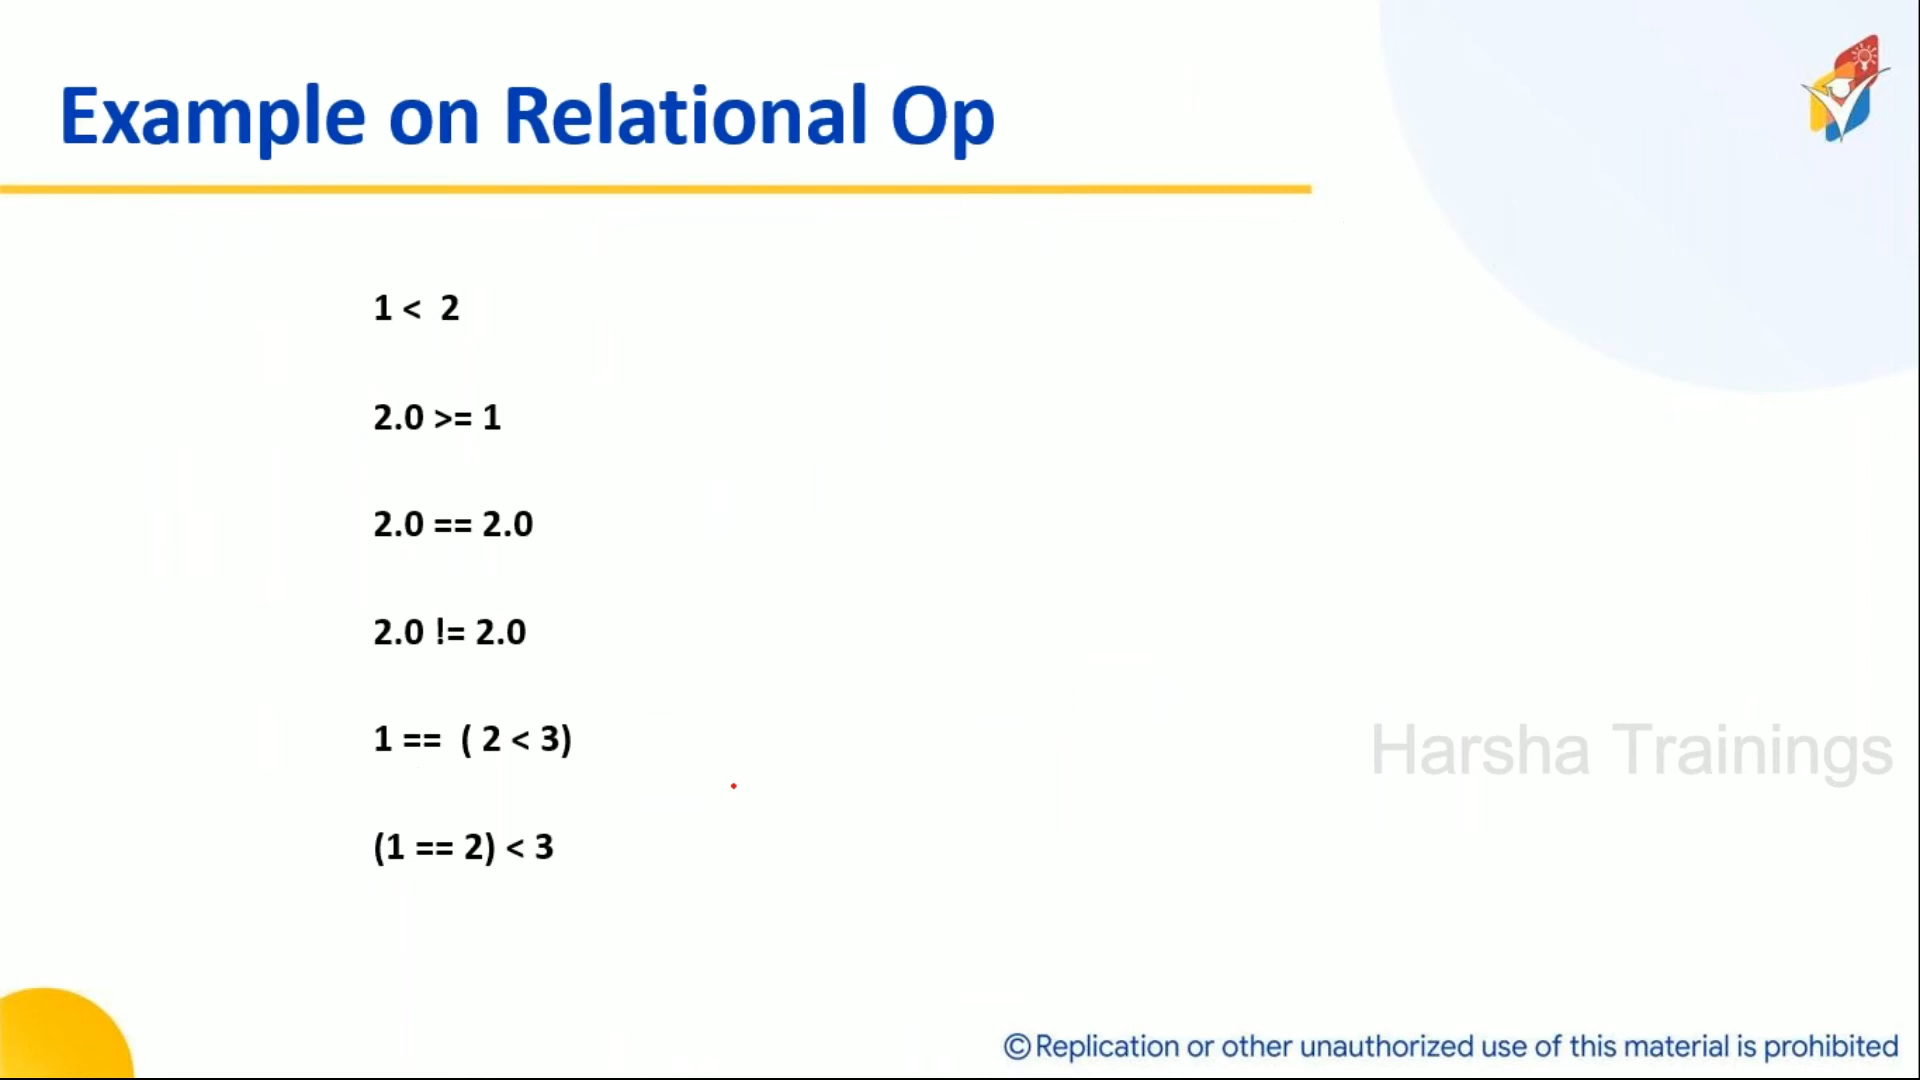 Example on Relational Op
1 <  2
2.0 >= 1
2.0 == 2.0
2.0 != 2.0
1 ==  ( 2 < 3)
Harsha Trainings
(1 == 2) < 3
©Replication or other unauthorized use of this material is prohibited